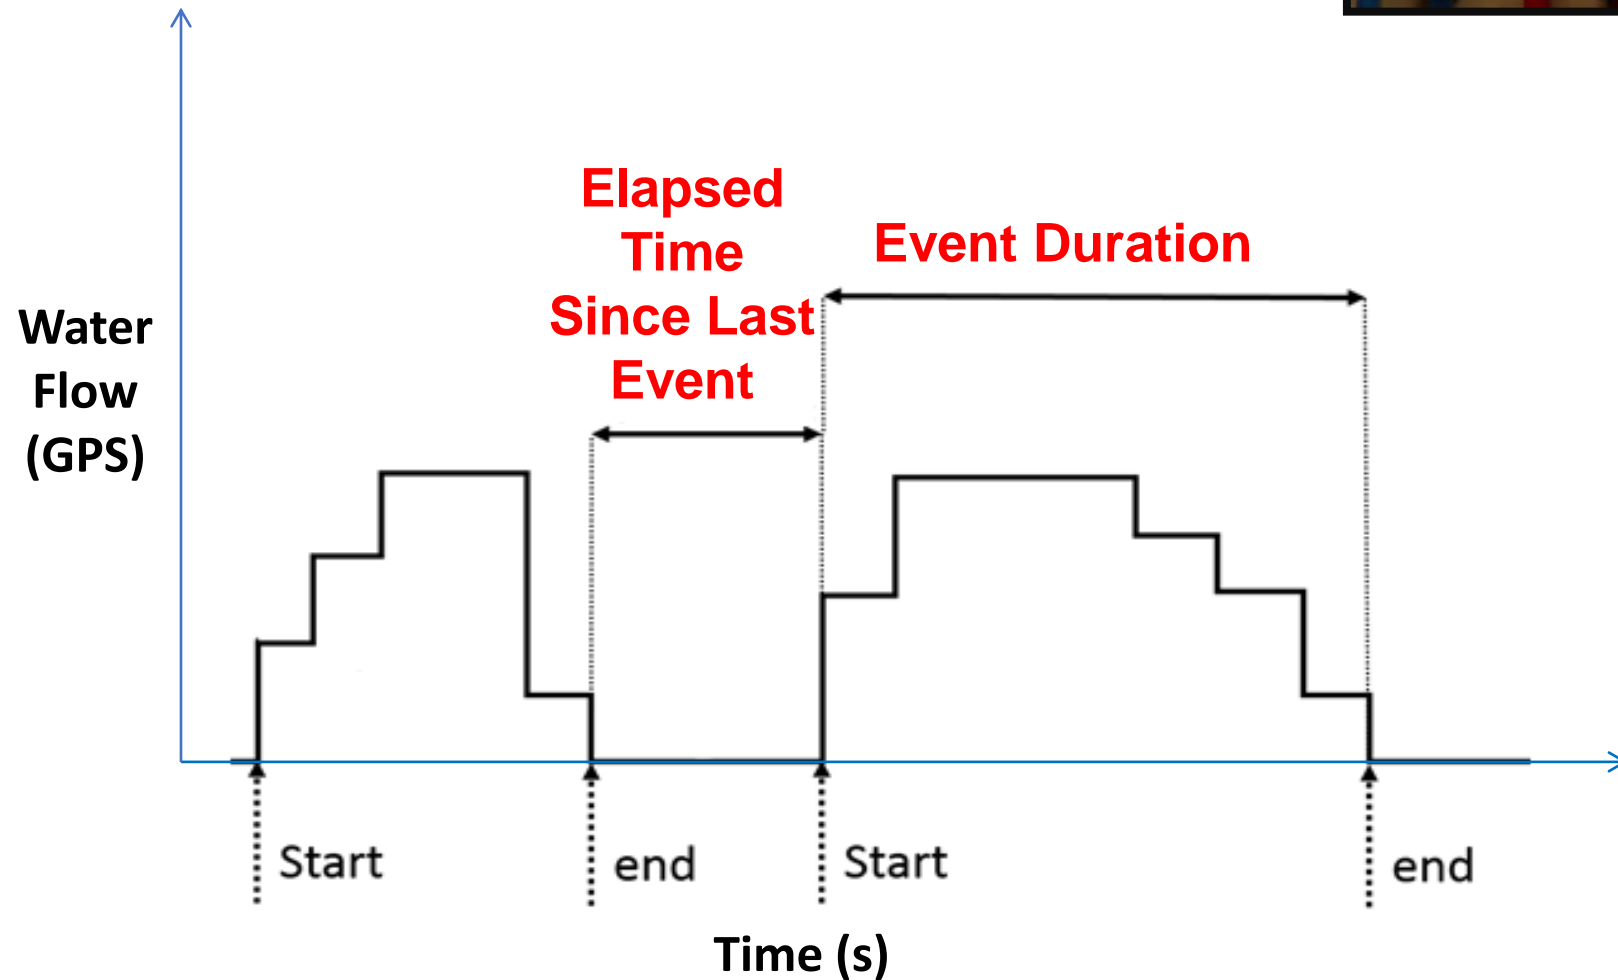 Elapsed
Time
Since Last
Event
Event Duration
Water
Flow
(GPS)
Start
end
Start
end
Time (s)